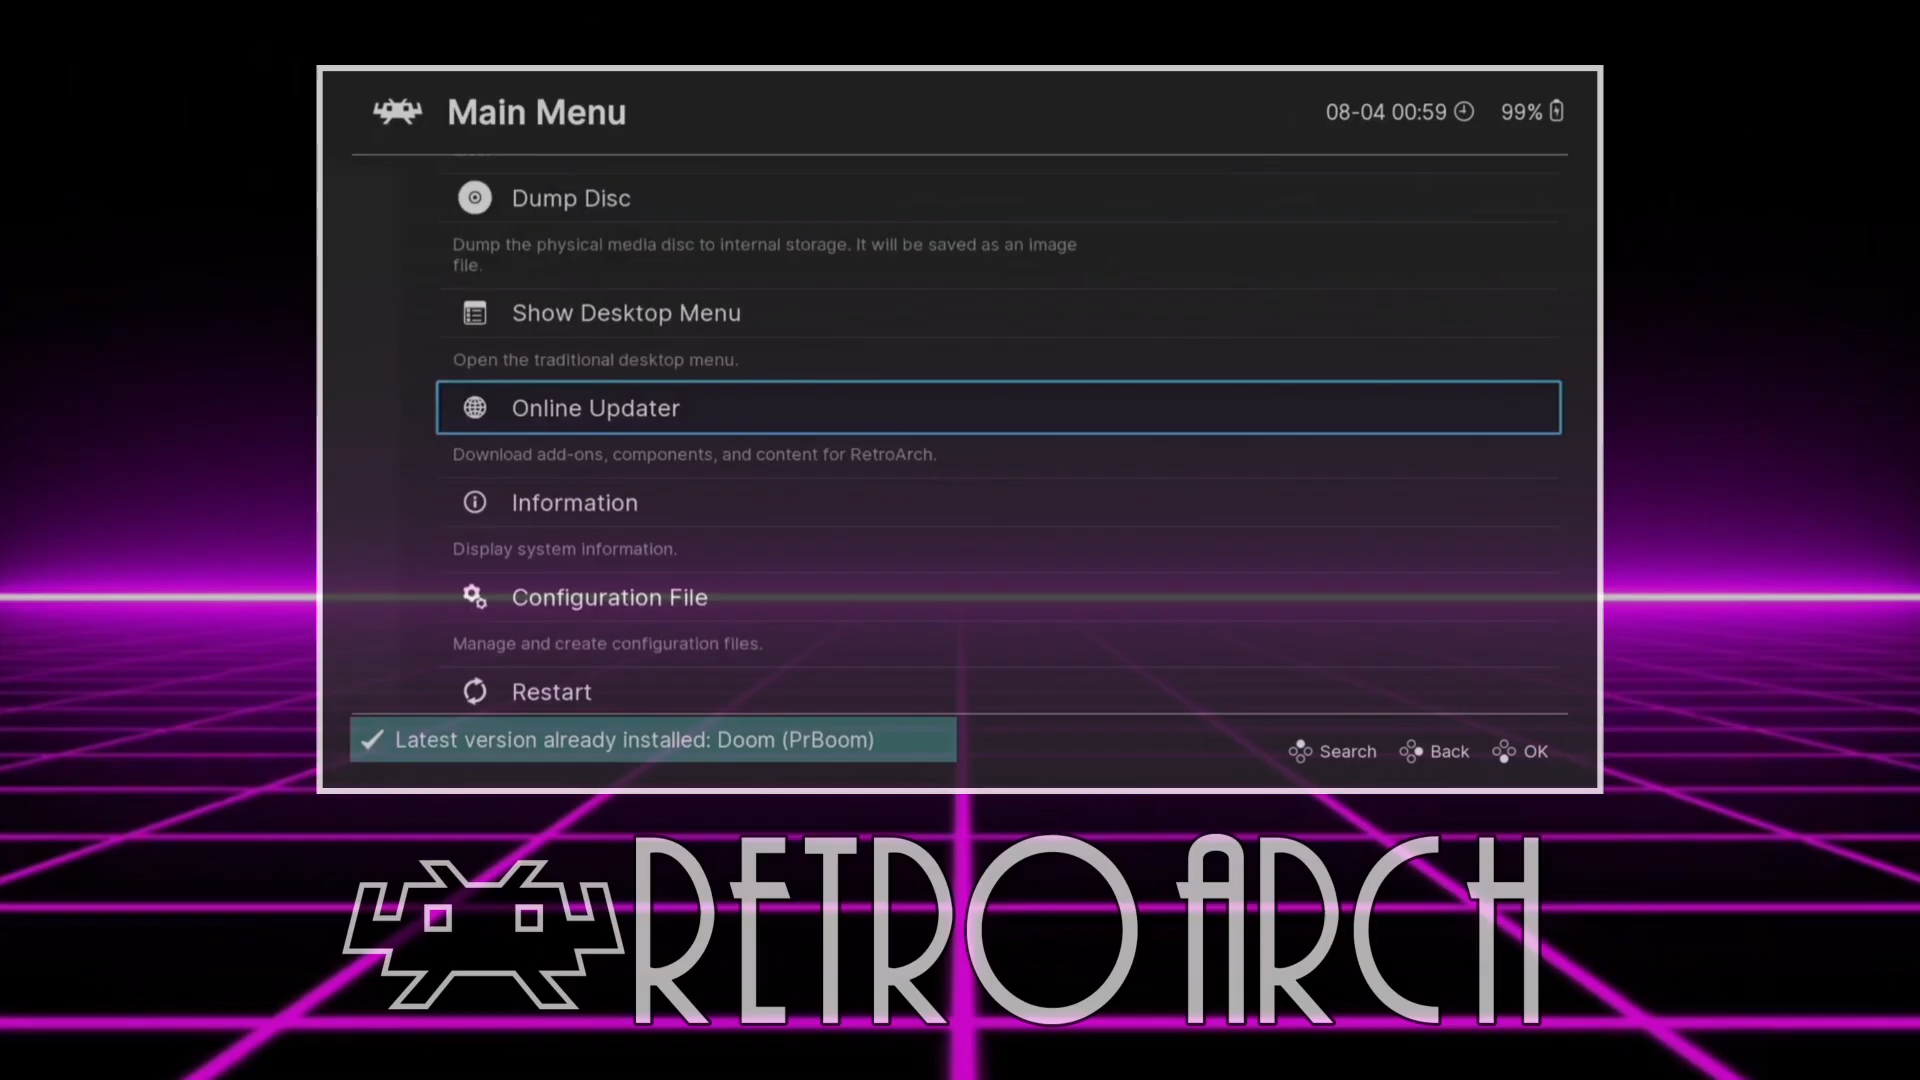 Main Menu
08-04 00:59
99%
Dump Disc
Dump the physical media disc to internal storage. It will be saved as an image
file.
Show Desktop Menu
Open the traditional desktop menu.
Online Updater
Download add-ons, components, and content for RetroArch.
Information
Display system information.
Configuration File
Manage and create configuration files.
Restart
Latest version already installed: Doom (PrBoom)
Search
Back
OK
RETROARCH